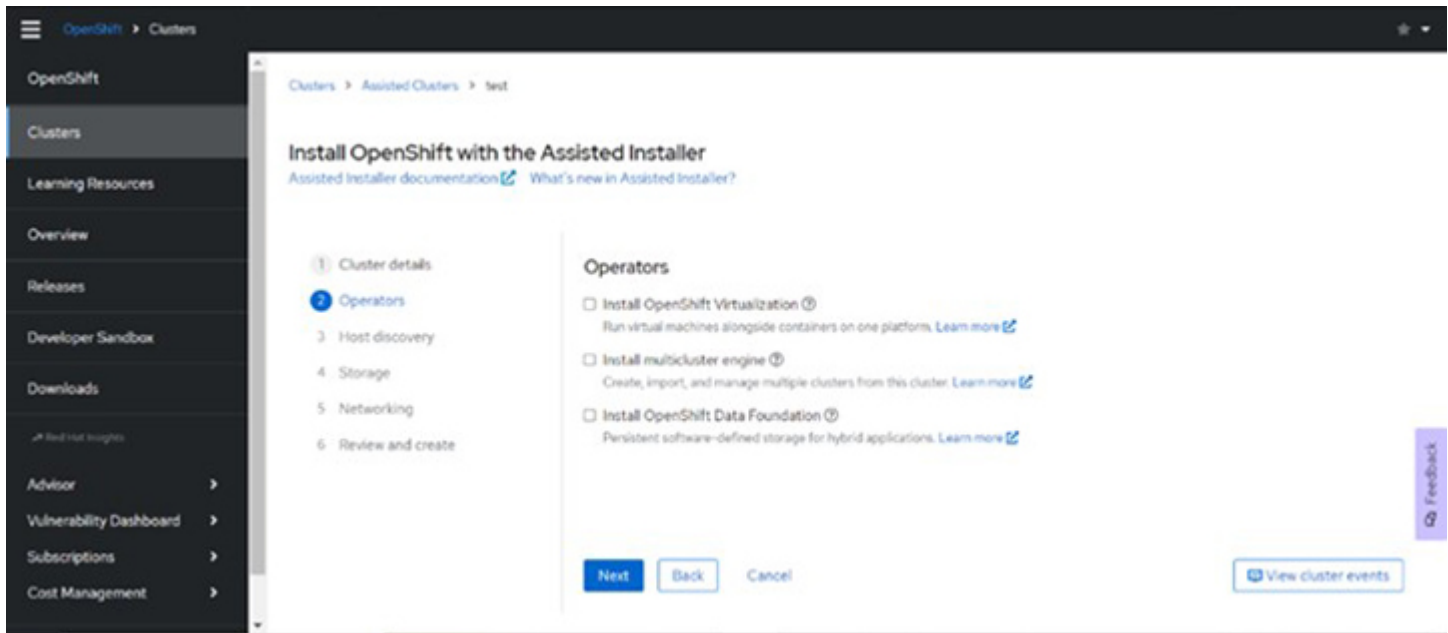 OpenShift > Clusters
OpenShift
Clusters
Learning Resources
Overview
Releases
Developer Sandbox
Downloads
Red Hat Insights
Advisor
Vulnerability Dashboard
Subscriptions
Cost Management
Clusters > Assisted Clusters > test
Install OpenShift with the Assisted Installer
Assisted Installer documentation What's new in Assisted Installer?
1 Cluster details
2 Operators
3 Host discovery
4 Storage
5 Networking
6 Review and create
Operators
Install OpenShift Virtualization
Run virtual machines alongside containers on one platform. Learn more
Install multicluster engine
Create, import, and manage multiple clusters from this cluster. Learn more
Install OpenShift Data Foundation
Persistent software-defined storage for hybrid applications. Learn more
Next Back Cancel
View cluster events
Feedback